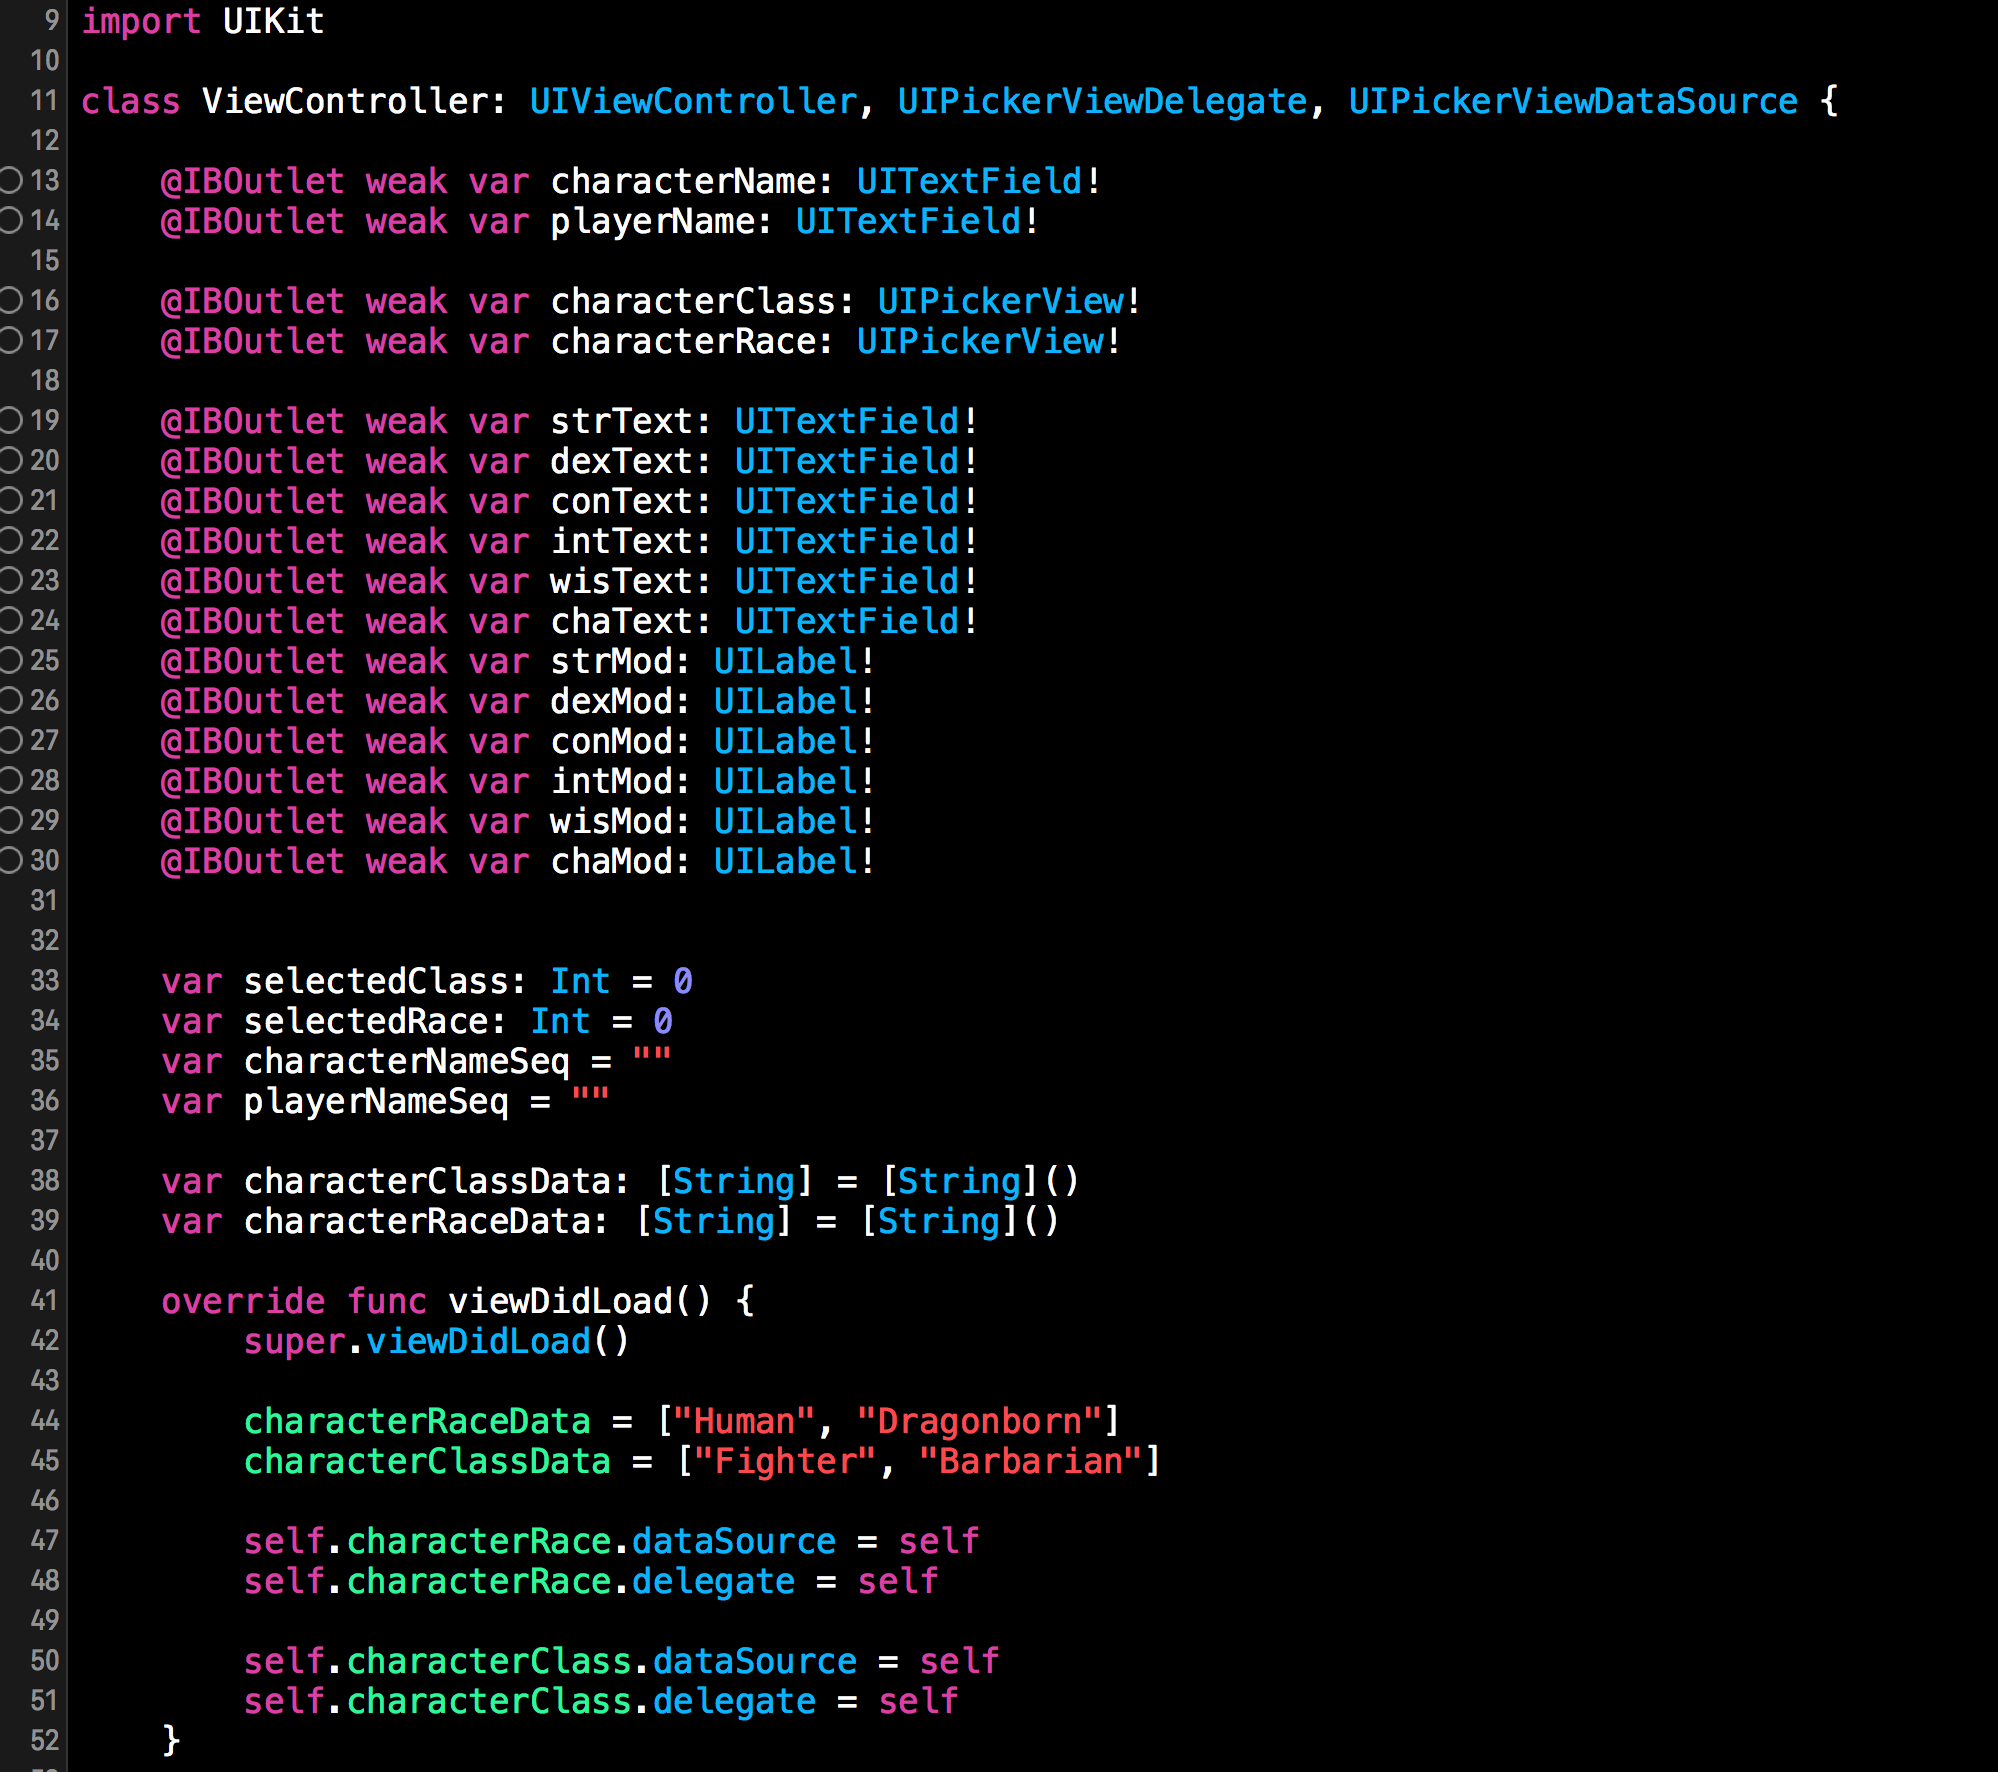 9 import UIKit
10
11 class ViewController: UIViewController, UIPickerViewDelegate, UIPickerViewDataSource {
12
13     @IBOutlet weak var characterName: UITextField!
14     @IBOutlet weak var playerName: UITextField!
15
16     @IBOutlet weak var characterClass: UIPickerView!
17     @IBOutlet weak var characterRace: UIPickerView!
18
19     @IBOutlet weak var strText: UITextField!
20     @IBOutlet weak var dexText: UITextField!
21     @IBOutlet weak var conText: UITextField!
22     @IBOutlet weak var intText: UITextField!
23     @IBOutlet weak var wisText: UITextField!
24     @IBOutlet weak var chaText: UITextField!
25     @IBOutlet weak var strMod: UILabel!
26     @IBOutlet weak var dexMod: UILabel!
27     @IBOutlet weak var conMod: UILabel!
28     @IBOutlet weak var intMod: UILabel!
29     @IBOutlet weak var wisMod: UILabel!
30     @IBOutlet weak var chaMod: UILabel!
31
32
33     var selectedClass: Int = 0
34     var selectedRace: Int = 0
35     var characterNameSeq = ""
36     var playerNameSeq = ""
37
38     var characterClassData: [String] = [String]()
39     var characterRaceData: [String] = [String]()
40
41     override func viewDidLoad() {
42         super.viewDidLoad()
43
44         characterRaceData = ["Human", "Dragonborn"]
45         characterClassData = ["Fighter", "Barbarian"]
46
47         self.characterRace.dataSource = self
48         self.characterRace.delegate = self
49
50         self.characterClass.dataSource = self
51         self.characterClass.delegate = self
52     }